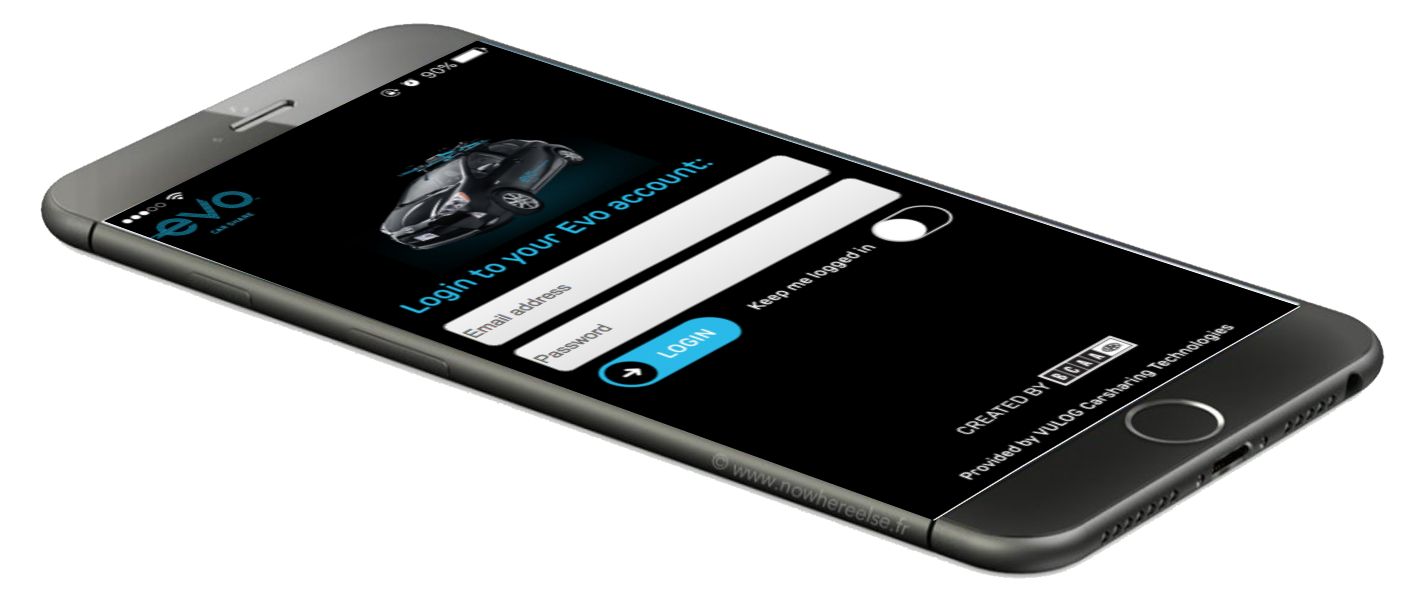 90%
evo
CAR SHARE
Login to your Evo account:
Email address
Password
LOGIN
Keep me logged in
CREATED BY BCAA
Provided by VULOG Carsharing Technologies
© www.nowhereelse.fr